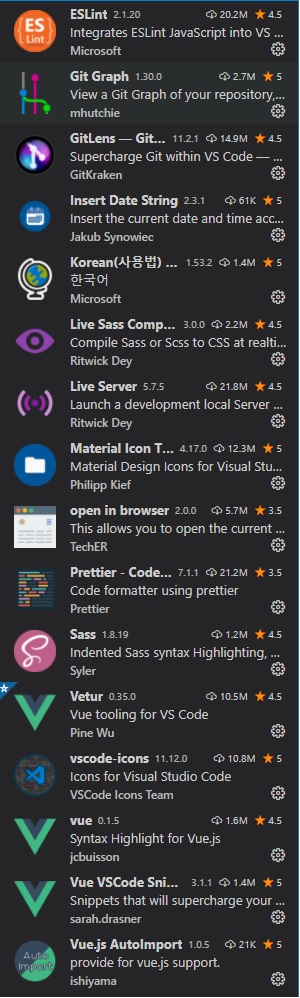 ES
Lint
ESLint 2.1.20 20.2M 4.5
Integrates ESLint JavaScript into VS ...
Microsoft
Git Graph 1.30.0 2.7M 5
View a Git Graph of your repository,...
mhutchie
GitLens — Git... 11.2.1 14.9M 4.5
Supercharge Git within VS Code — ...
GitKraken
Insert Date String 2.3.1 61K 5
Insert the current date and time acc...
Jakub Synowiec
Korean(사용법) ... 1.53.2 1.4M 5
한국어
Microsoft
Live Sass Comp... 3.0.0 2.2M 4.5
Compile Sass or Scss to CSS at realti...
Ritwick Dey
Live Server 5.7.5 21.8M 4.5
Launch a development local Server ...
Ritwick Dey
Material Icon T... 4.17.0 12.3M 5
Material Design Icons for Visual Stu...
Philipp Kief
open in browser 2.0.0 5.7M 3.5
This allows you to open the current ...
TechER
Prettier - Code... 7.1.1 21.2M 3.5
Code formatter using prettier
Prettier
Sass 1.8.19 1.2M 4.5
Indented Sass syntax Highlighting, ...
Syler
Vetur 0.35.0 10.5M 4.5
Vue tooling for VS Code
Pine Wu
vscode-icons 11.12.0 10.8M 5
Icons for Visual Studio Code
VSCode Icons Team
vue 0.1.5 1.6M 4.5
Syntax Highlight for Vue.js
jcbuisson
Vue VSCode Sni... 3.1.1 1.4M 5
Snippets that will supercharge your ...
sarah.drasner
Auto
Import
Vue.js AutoImport 1.0.5 21K 5
provide for vue.js support.
ishiyama